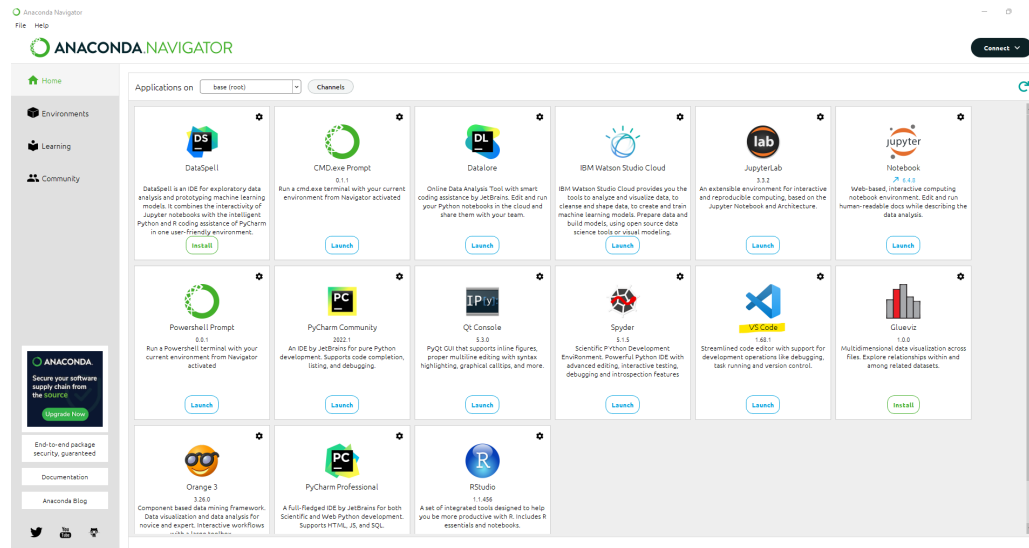 Anaconda Navigator
File Help
ANACONDA.NAVIGATOR
Connect
Home
Environments
Learning
Community
Applications on base (root) Channels
DS
DataSpell
DataSpell is an IDE for exploratory data
analysis and prototyping machine learning
models. It combines the interactivity of
Jupyter notebooks with the intelligent
Python and R coding assistance of PyCharm
in one user-friendly environment.
Install
CMD.exe Prompt
0.1.1
Run a cmd.exe terminal with your current
environment from Navigator activated
Launch
DL
Datalore
Online Data Analysis Tool with smart
coding assistance by JetBrains. Edit and run
your Python notebooks in the cloud and
share them with your team.
Launch
IBM Watson Studio Cloud
IBM Watson Studio Cloud provides you the
tools to analyze and visualize data, to
cleanse and shape data, to create and train
machine learning models. Prepare data and
build models, using open source data
science tools or visual modeling.
Launch
lab
JupyterLab
3.3.2
An extensible environment for interactive
and reproducible computing, based on the
Jupyter Notebook and Architecture.
Launch
jupyter
Notebook
6.4.8
Web-based, interactive computing
notebook environment. Edit and run
human-readable docs while describing the
data analysis.
Launch
Powershell Prompt
0.0.1
Run a Powershell terminal with your
current environment from Navigator
activated
Launch
PC
PyCharm Community
2022.1
An IDE by JetBrains for pure Python
development. Supports code completion,
listing, and debugging.
Launch
IP[y]:
Qt Console
5.3.0
PyQt GUI that supports inline figures,
proper multiline editing with syntax
highlighting, graphical calltips, and more.
Launch
Spyder
5.1.5
Scientific PYthon Development
EnviRonment. Powerful Python IDE with
advanced editing, interactive testing,
debugging and introspection features
Launch
VS Code
1.68.1
Streamlined code editor with support for
development operations like debugging,
task running and version control.
Launch
Glueviz
1.0.0
Multidimensional data visualization across
files. Explore relationships within and
among related datasets.
Install
Orange 3
3.26.0
Component based data mining framework.
Data visualization and data analysis for
novice and expert. Interactive workflows
with a large toolbox
PC
PyCharm Professional
A full-fledged IDE by JetBrains for both
Scientific and Web Python development.
Supports HTML, JS, and SQL.
R
RStudio
1.1.456
A set of integrated tools designed to help
you be more productive with R. Includes R
essentials and notebooks.
ANACONDA.
Secure your software
supply chain from
the source
Upgrade Now
End-to-end package
security, guaranteed
Documentation
Anaconda Blog
You
Tube